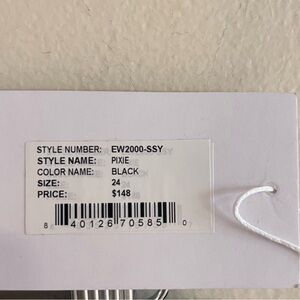 STYLE NUMBER: EW2000-SSY
STYLE NAME: PIXIE
COLOR NAME: BLACK
SIZE: 24
PRICE: $148
8 40126 70585 0